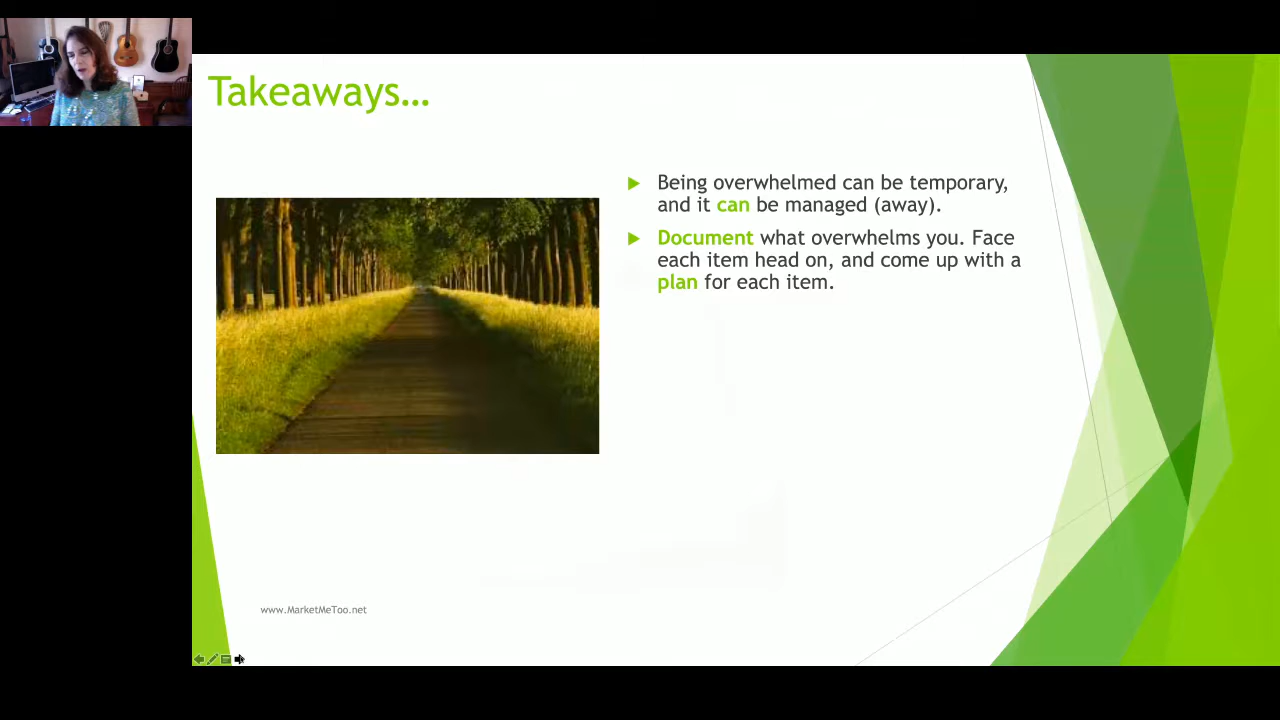 Takeaways…
Being overwhelmed can be temporary,
and it can be managed (away).
Document what overwhelms you. Face
each item head on, and come up with a
plan for each item.
www.MarketMeToo.net